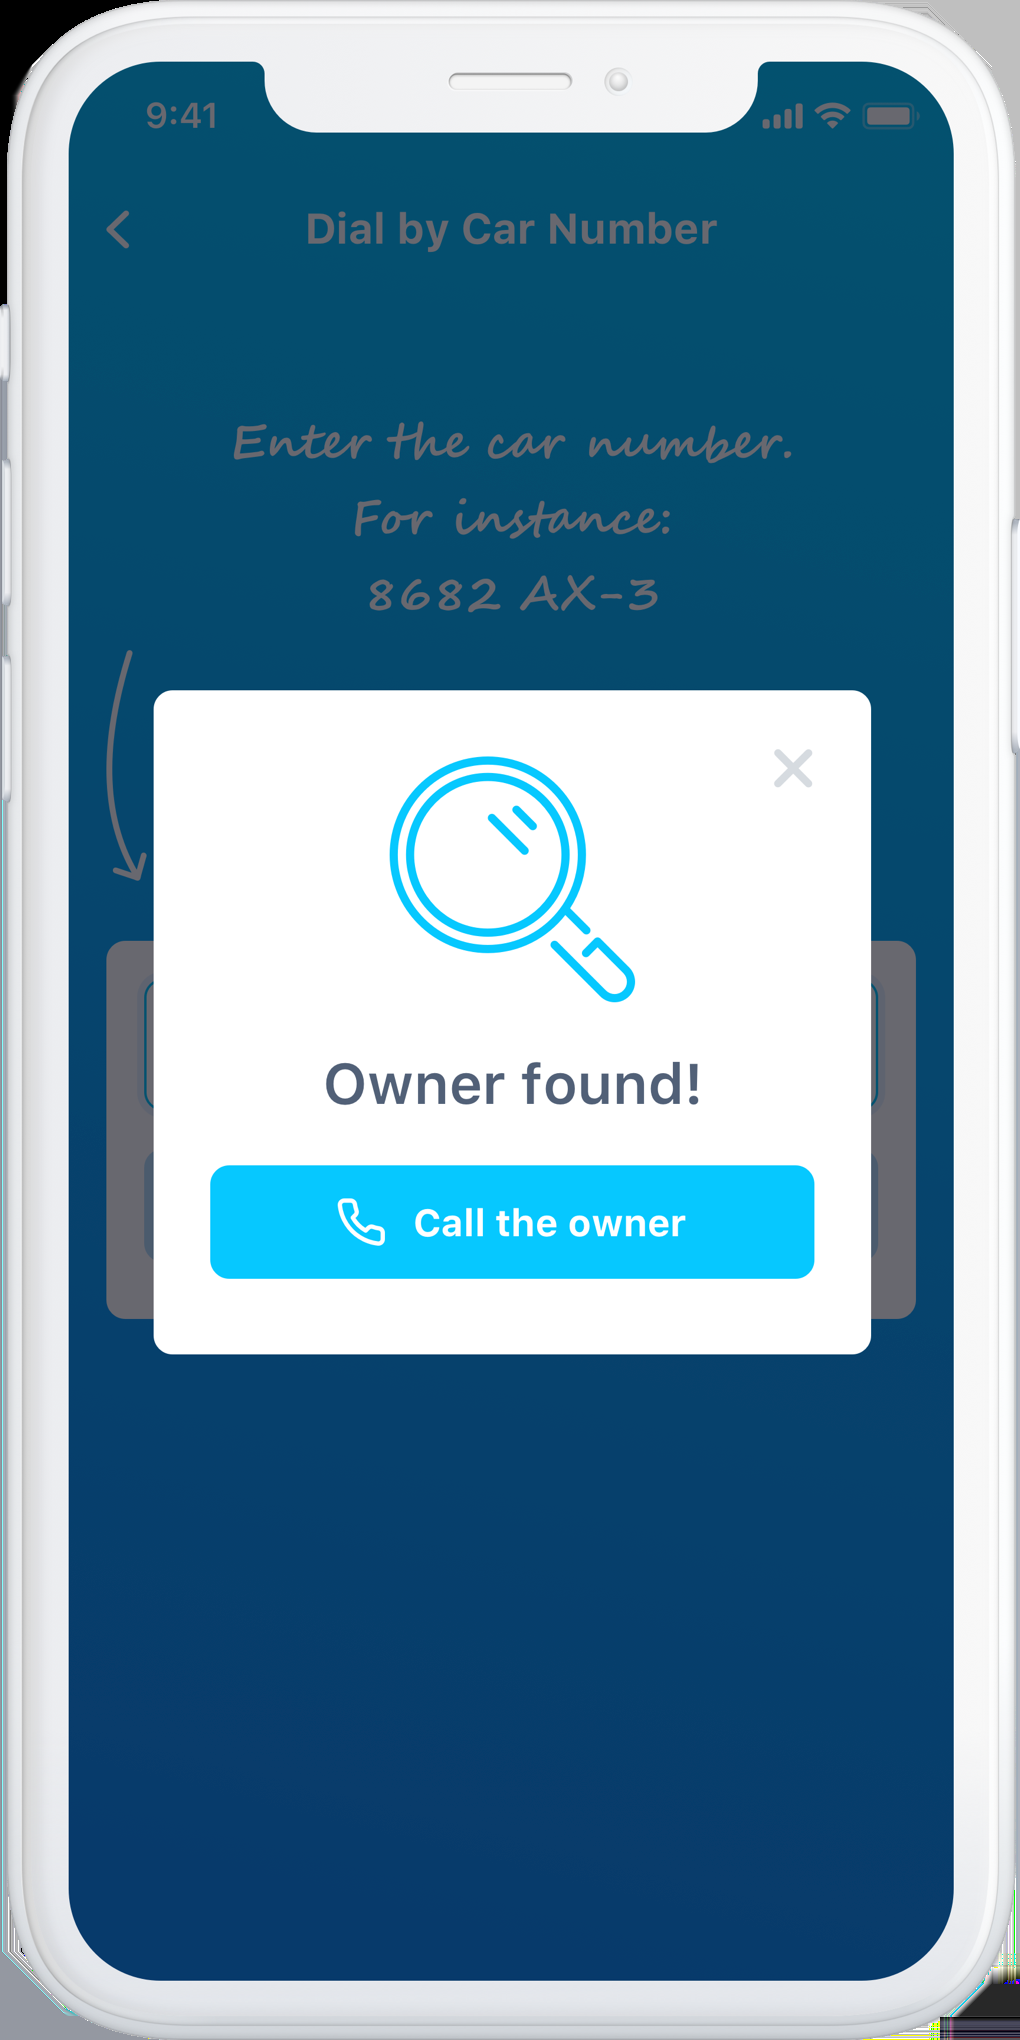 9:41
Dial by Car Number
Enter the car number.
For instance:
8682 AX-3
Owner found!
Call the owner